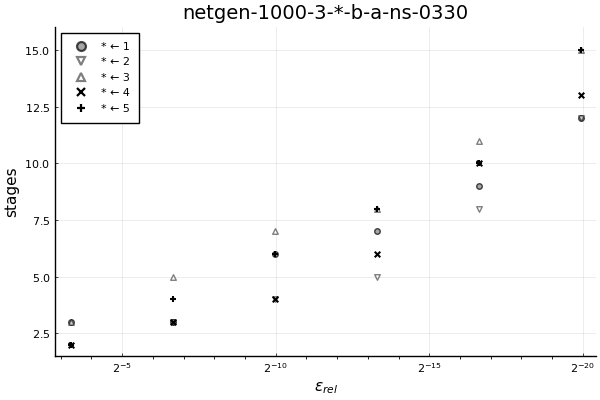 netgen-1000-3-*-b-a-ns-0330
* ← 1
* ← 2
* ← 3
* ← 4
* ← 5
stages
15.0
12.5
10.0
7.5
5.0
2.5
2⁻⁵ 2⁻¹⁰ 2⁻¹⁵ 2⁻²⁰
ε_rel